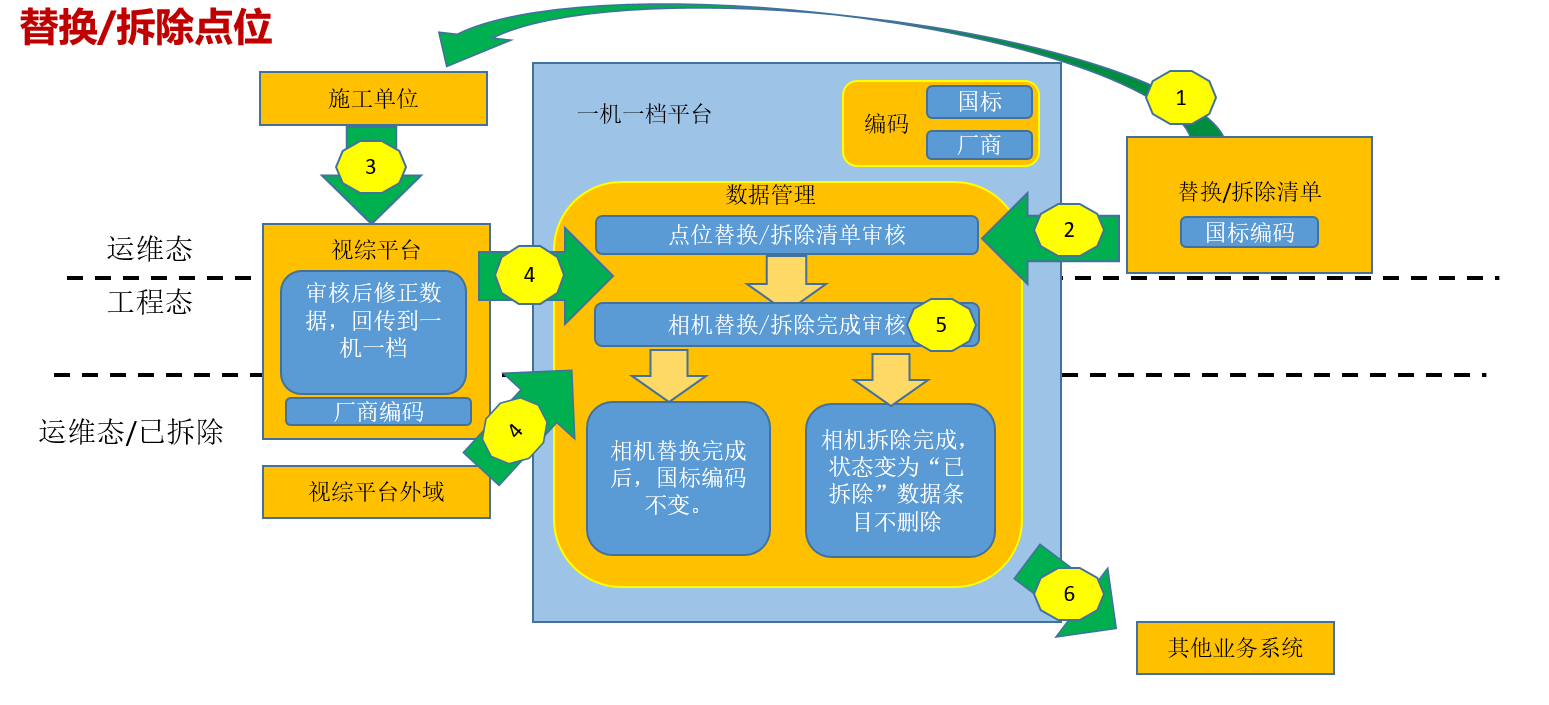 替换/拆除点位
1
施工单位
一机一档平台
编码
国标
厂商
3
替换/拆除清单
国标编码
数据管理
点位替换/拆除清单审核
2
运维态
视综平台
4
工程态
审核后修正数
据，回传到一
机一档
厂商编码
相机替换/拆除完成审核
5
运维态/已拆除
4
视综平台外域
相机替换完成
后，国标编码
不变。
相机拆除完成，
状态变为“已
拆除”数据条
目不删除
6
其他业务系统